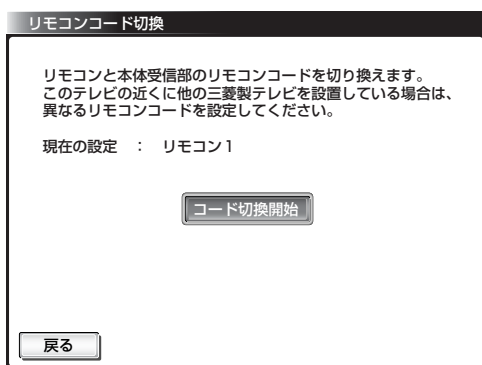 リモコンコード切換
リモコンと本体受信部のリモコンコードを切り換えます。
このテレビの近くに他の三菱製テレビを設置している場合は、
異なるリモコンコードを設定してください。
現在の設定 ： リモコン1
コード切換開始
戻る